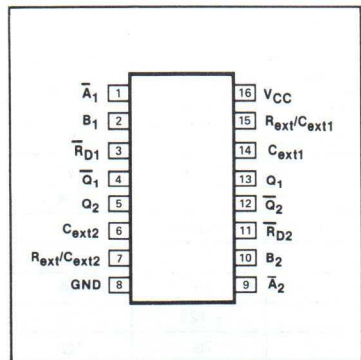 A̅1 1 16 VCC
B1 2 15 Rext/Cext1
R̅D1 3 14 Cext1
Q̅1 4 13 Q1
Q2 5 12 Q̅2
Cext2 6 11 R̅D2
Rext/Cext2 7 10 B2
GND 8 9 A̅2